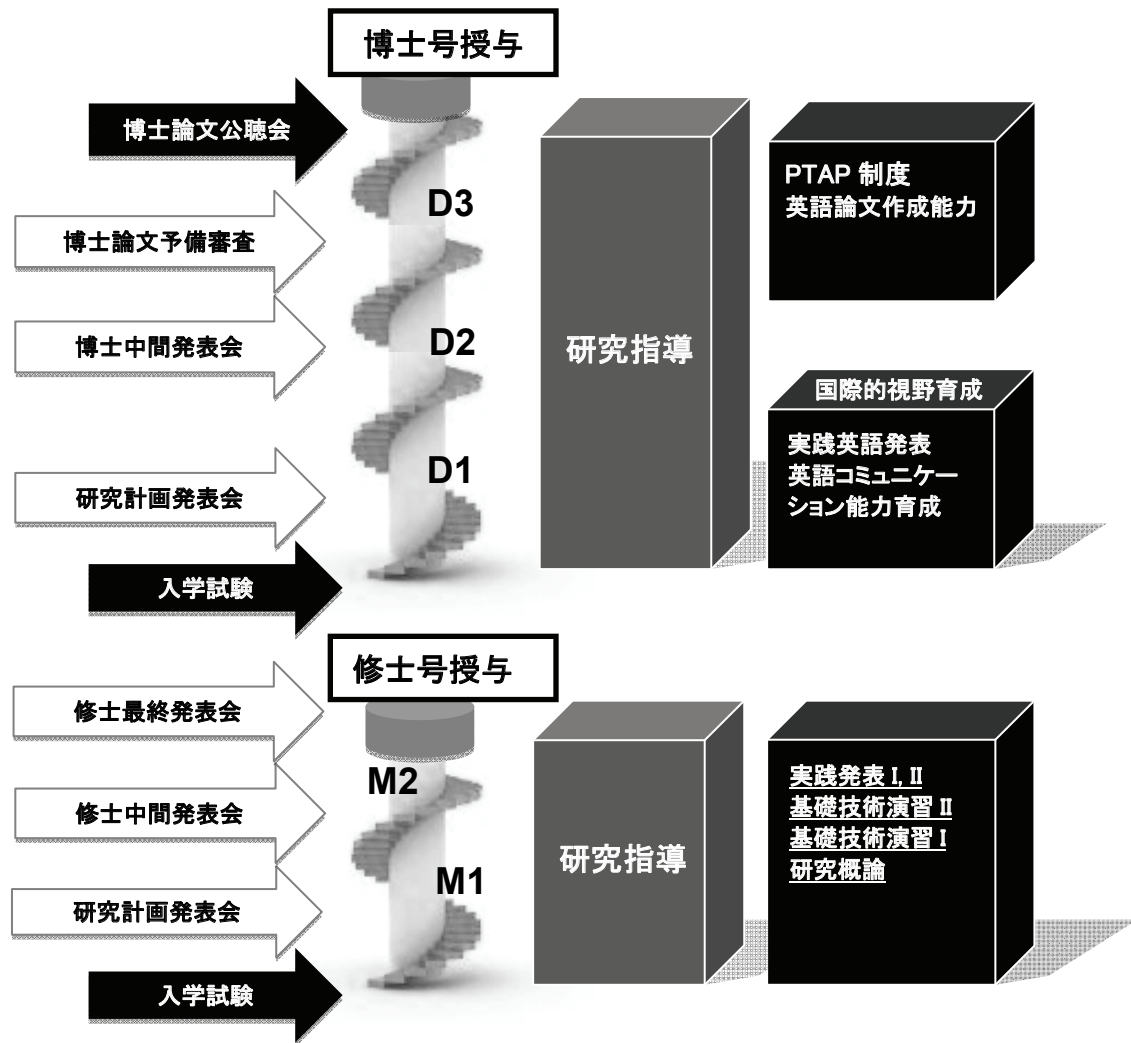 博士号授与
博士論文公聴会
D3
博士論文予備審査
D2
博士中間発表会
D1
研究計画発表会
入学試験
研究指導
PTAP 制度
英語論文作成能力
国際的視野育成
実践英語発表
英語コミュニケー
ション能力育成
修士号授与
修士最終発表会
M2
修士中間発表会
M1
研究計画発表会
入学試験
研究指導
実践発表 I, II
基礎技術演習 II
基礎技術演習 I
研究概論